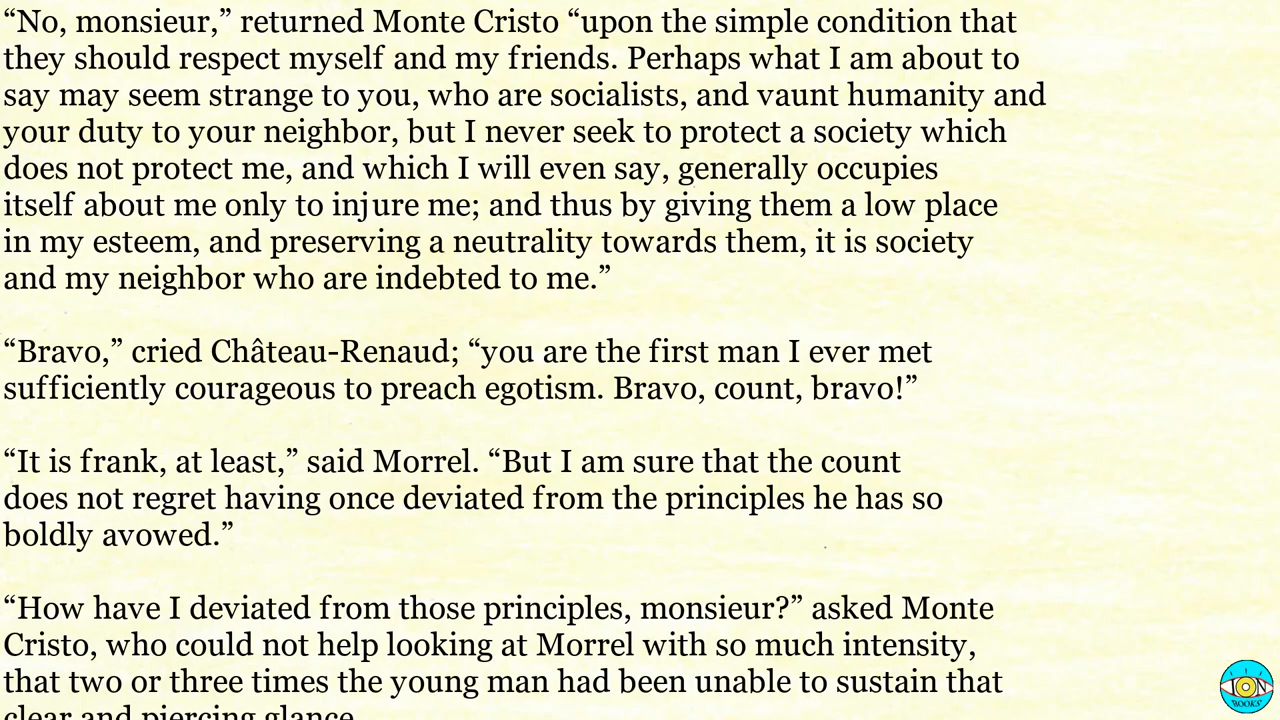 “No, monsieur,” returned Monte Cristo “upon the simple condition that
they should respect myself and my friends. Perhaps what I am about to
say may seem strange to you, who are socialists, and vaunt humanity and
your duty to your neighbor, but I never seek to protect a society which
does not protect me, and which I will even say, generally occupies
itself about me only to injure me; and thus by giving them a low place
in my esteem, and preserving a neutrality towards them, it is society
and my neighbor who are indebted to me.”
“Bravo,” cried Château-Renaud; “you are the first man I ever met
sufficiently courageous to preach egotism. Bravo, count, bravo!”
“It is frank, at least,” said Morrel. “But I am sure that the count
does not regret having once deviated from the principles he has so
boldly avowed.”
“How have I deviated from those principles, monsieur?” asked Monte
Cristo, who could not help looking at Morrel with so much intensity,
that two or three times the young man had been unable to sustain that
clear and piercing glance.
ION
BOOKS